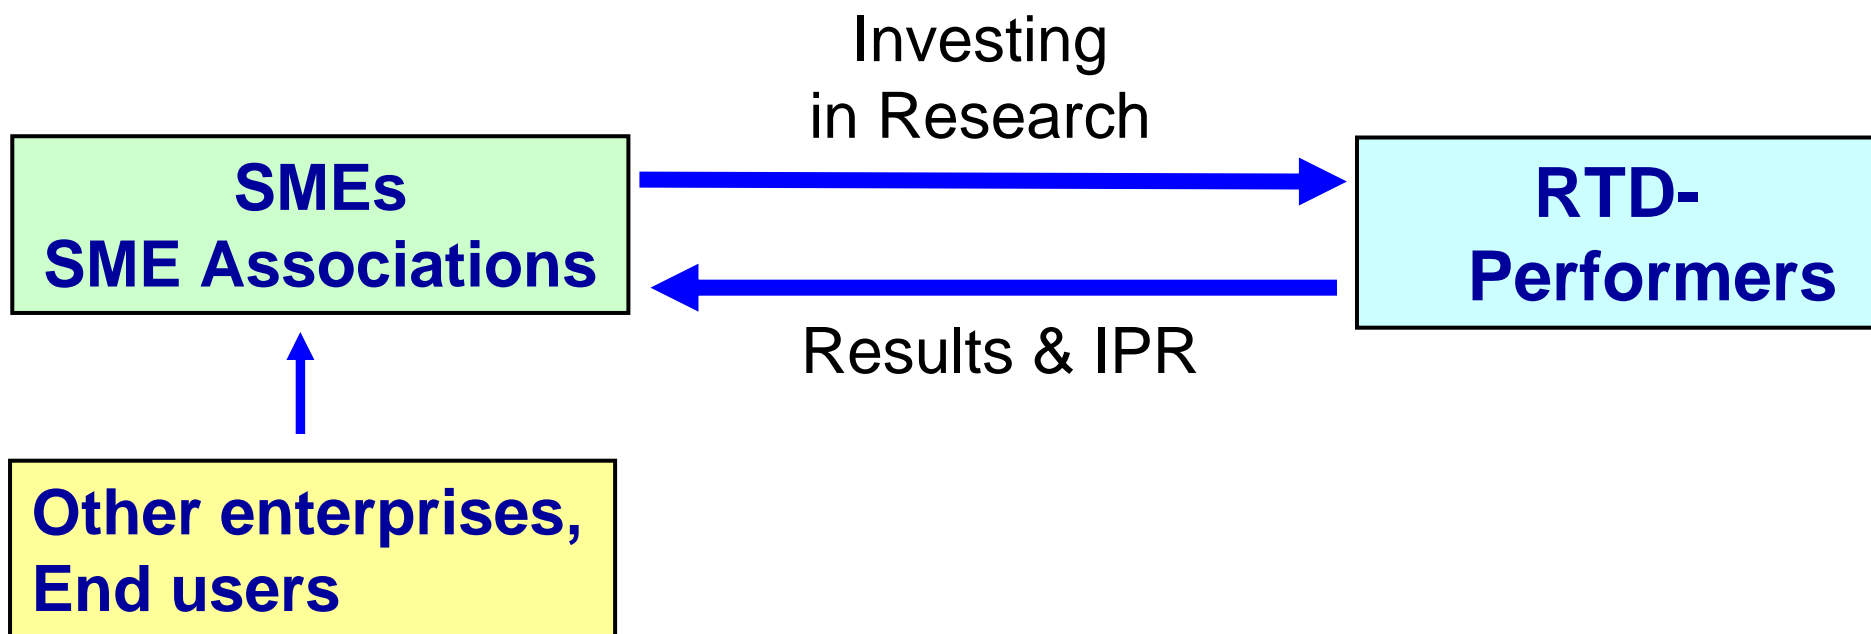 Investing
in Research
SMEs
SME Associations
RTD-
Performers
Results & IPR
Other enterprises,
End users